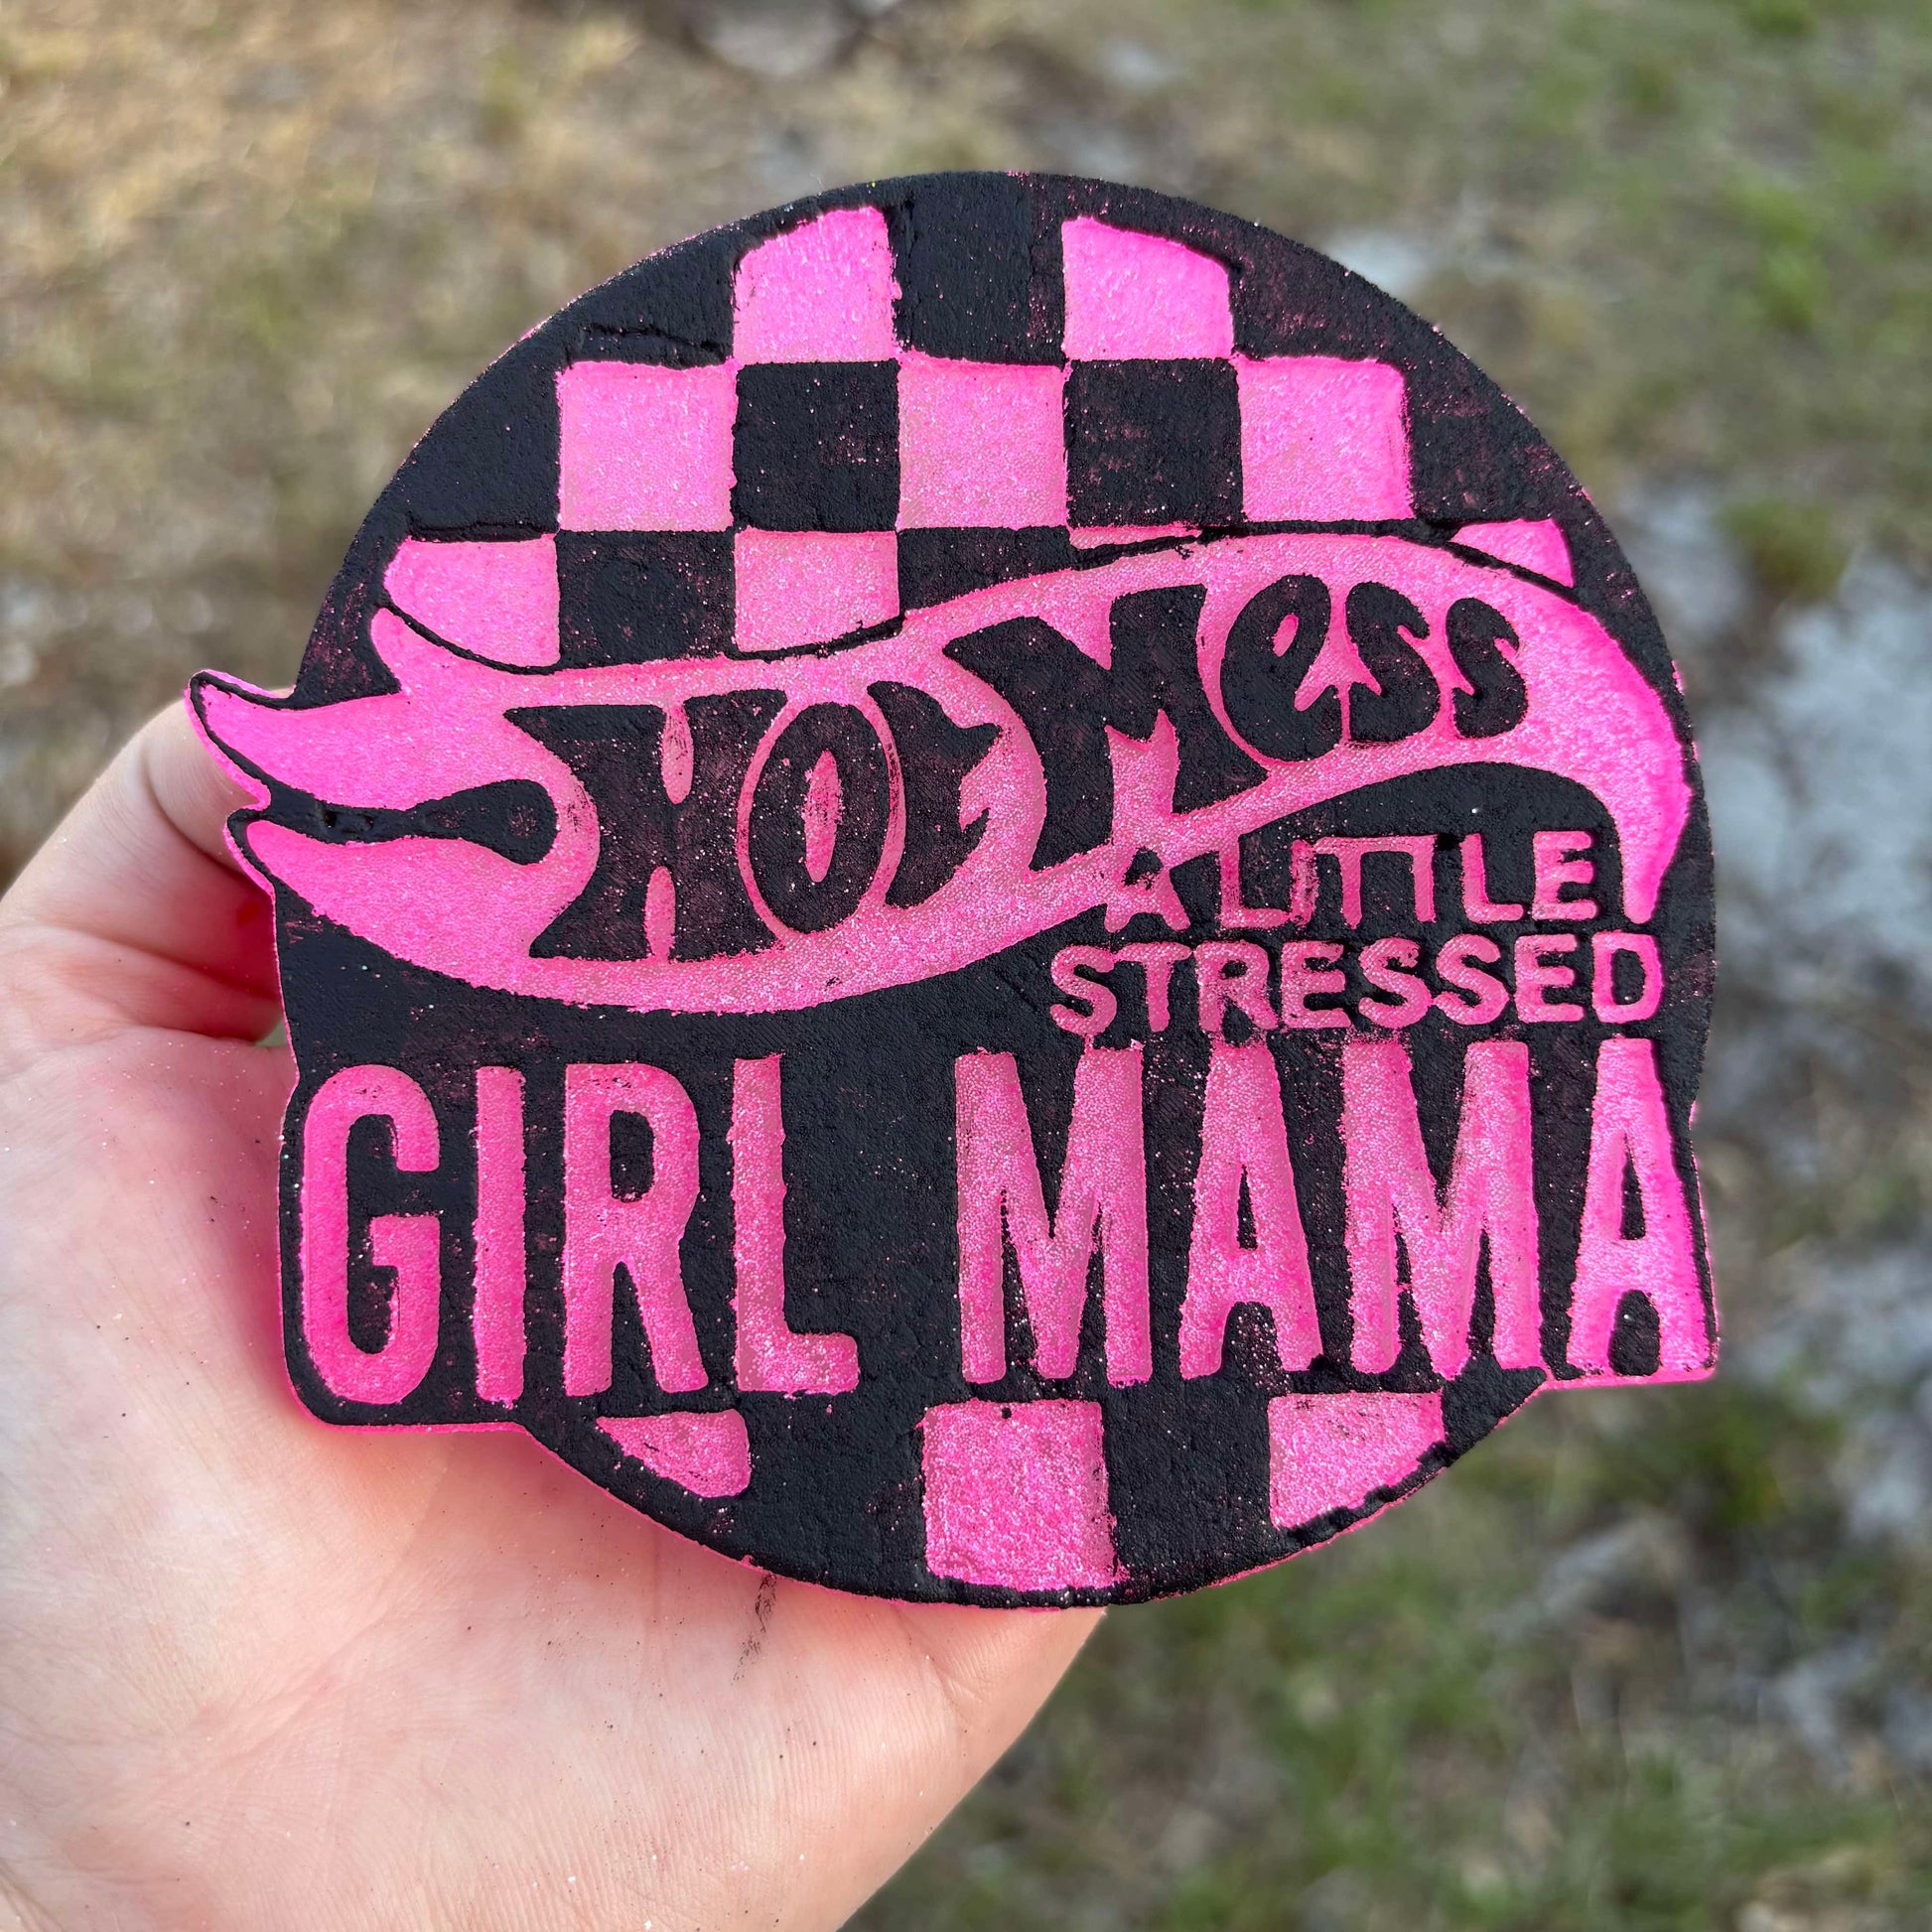 HOT MESS
A LITTLE
STRESSED
GIRL MAMA